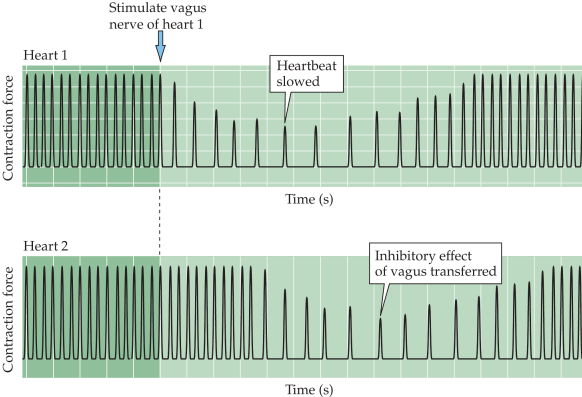 Stimulate vagus
nerve of heart 1
Heart 1
Heartbeat
slowed
Contraction force
Time (s)
Heart 2
Inhibitory effect
of vagus transferred
Contraction force
Time (s)